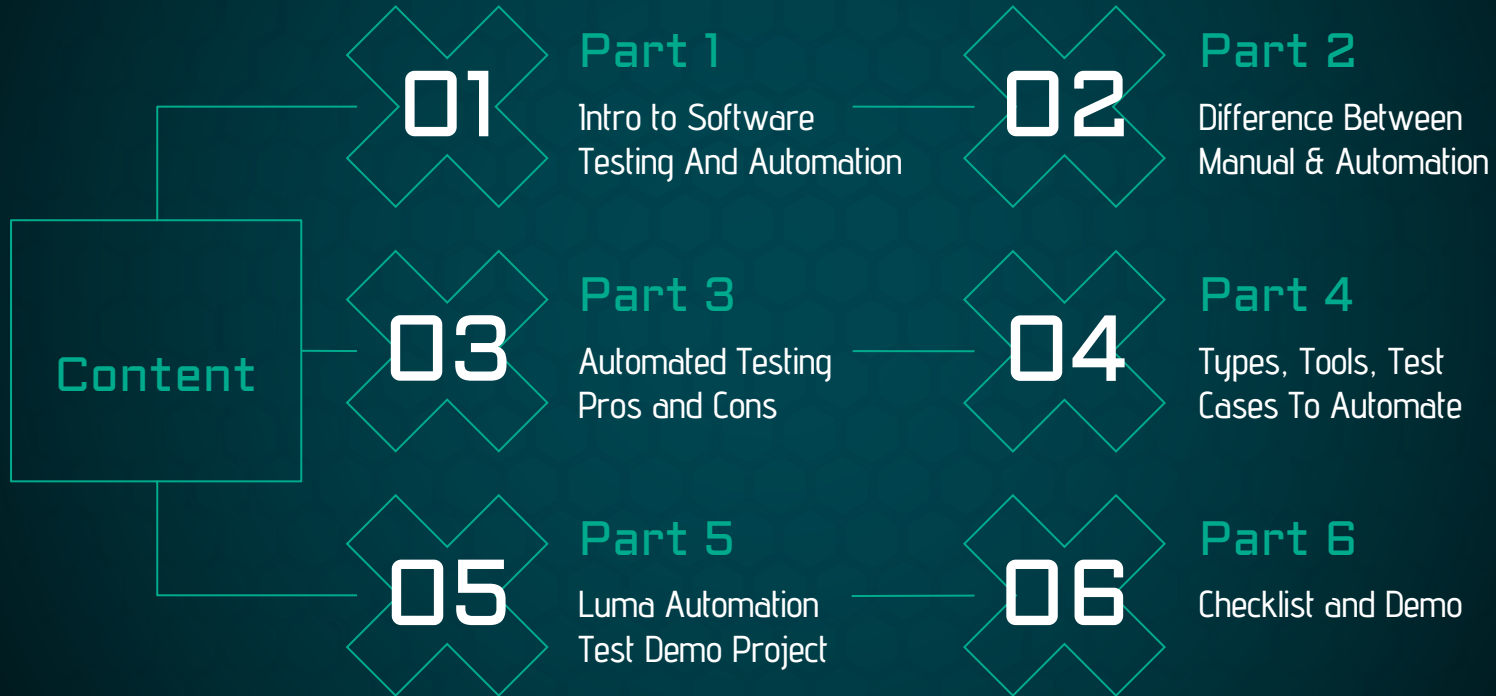 Content
01
Part 1
Intro to Software
Testing And Automation
02
Part 2
Difference Between
Manual & Automation
03
Part 3
Automated Testing
Pros and Cons
04
Part 4
Types, Tools, Test
Cases To Automate
05
Part 5
Luma Automation
Test Demo Project
06
Part 6
Checklist and Demo